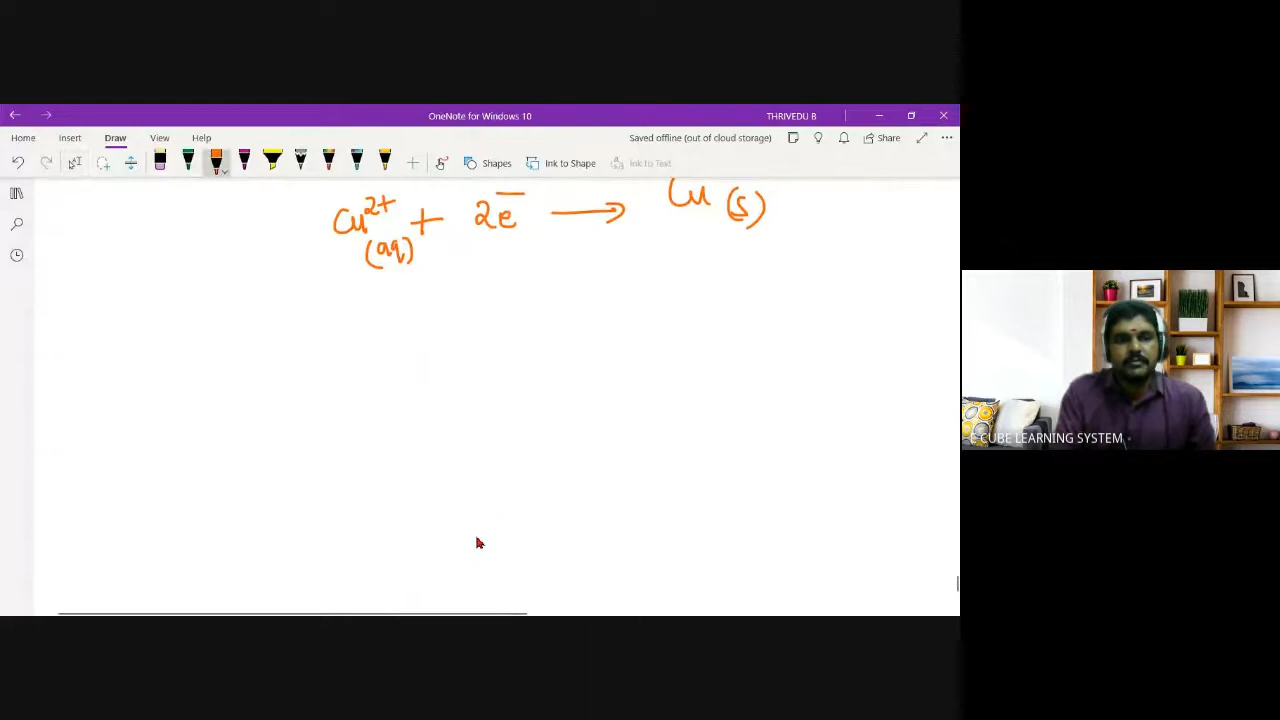 OneNote for Windows 10
THRIVEDU B
Home Insert Draw View Help
Saved offline (out of cloud storage)
Share
Shapes
Ink to Shape
Ink to Text
Cu²⁺ + 2e⁻ ⟶ Cu (s)
(aq)
E CUBE LEARNING SYSTEM